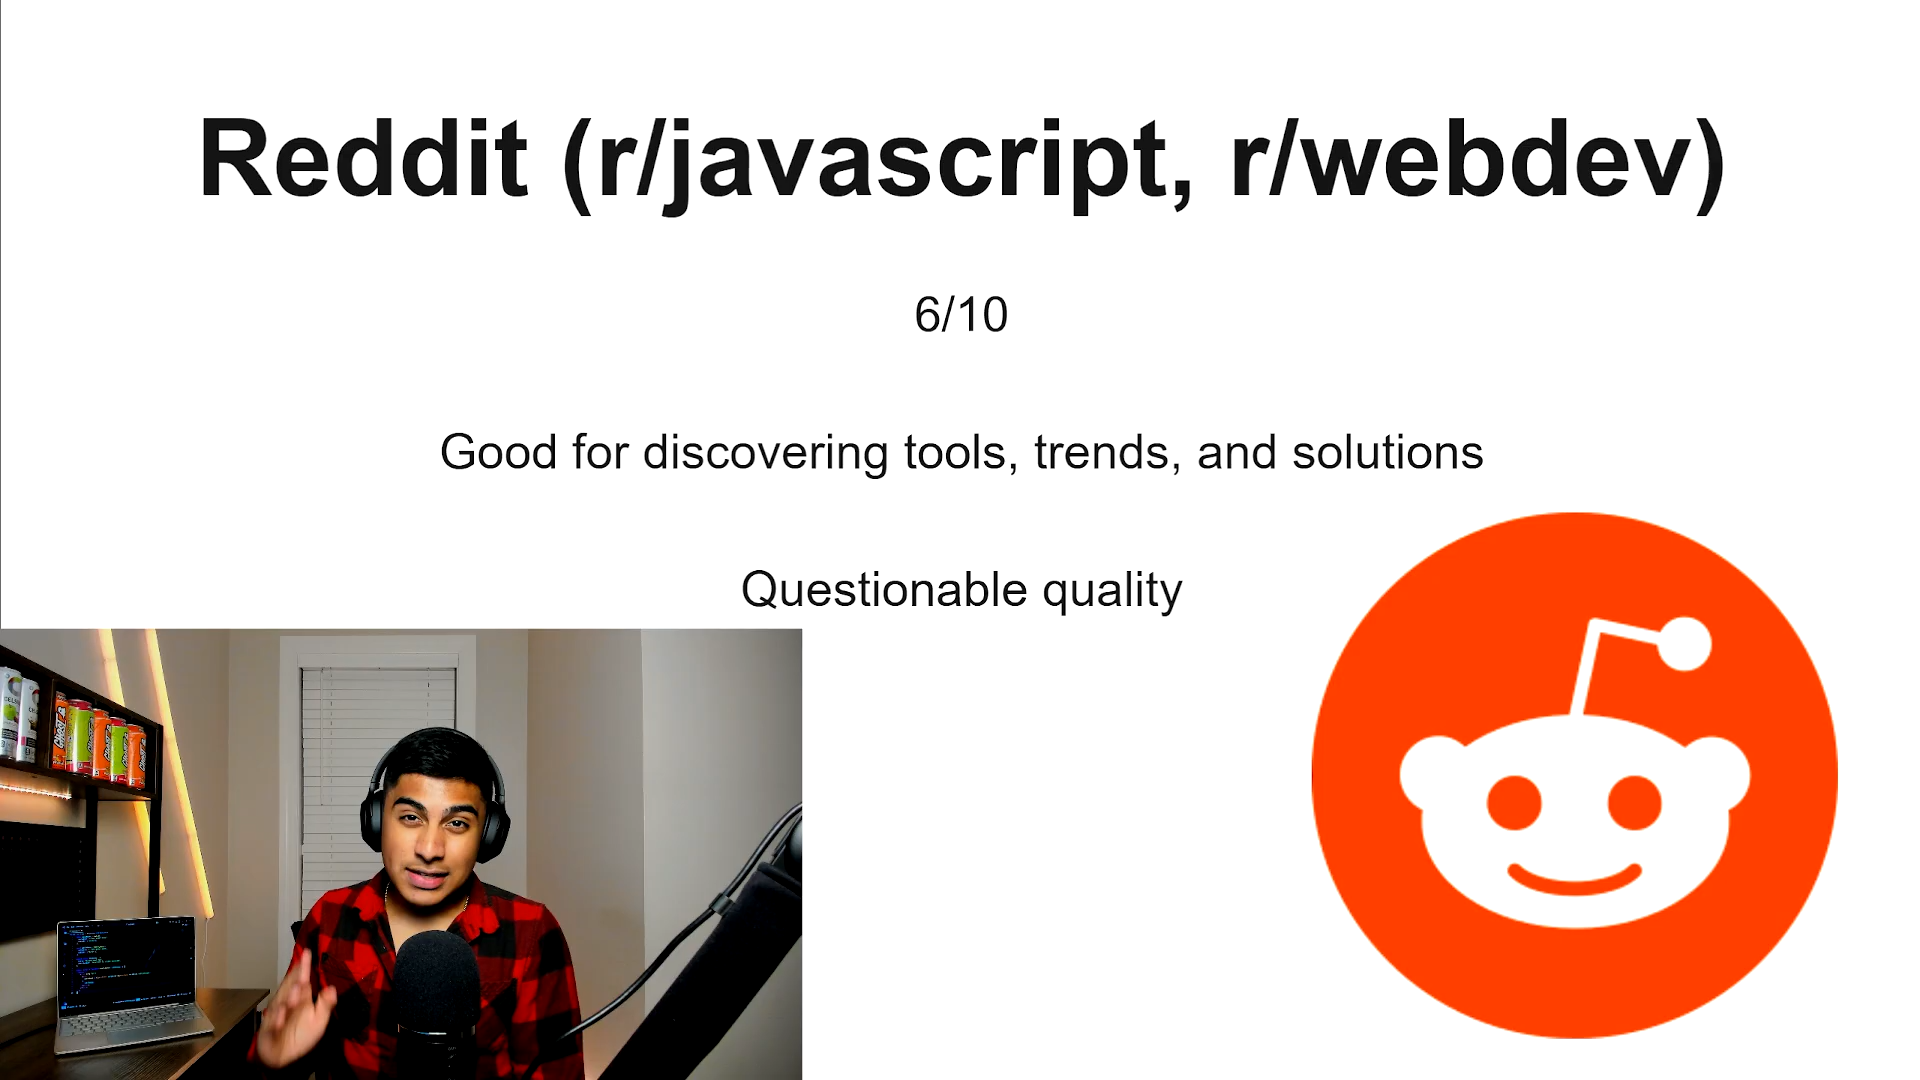 Reddit (r/javascript, r/webdev)
6/10
Good for discovering tools, trends, and solutions
Questionable quality